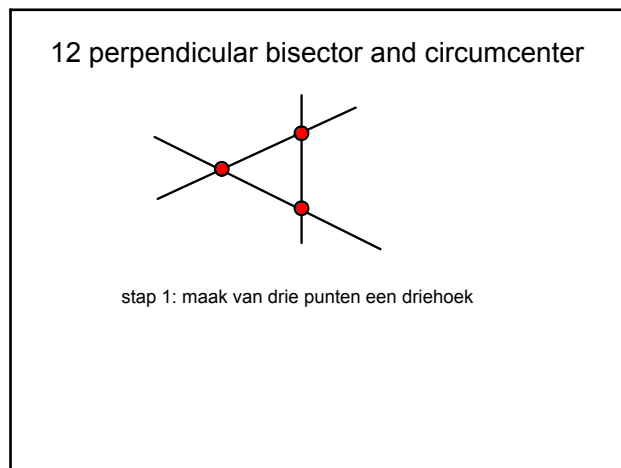 12 perpendicular bisector and circumcenter
stap 1: maak van drie punten een driehoek